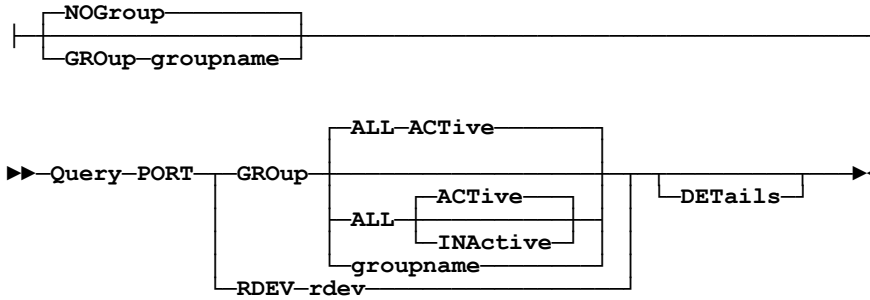 NOGroup
GROup groupname
ALL ACTive
Query PORT GROup
ACTive
DETails
ALL
INActive
groupname
RDEV rdev